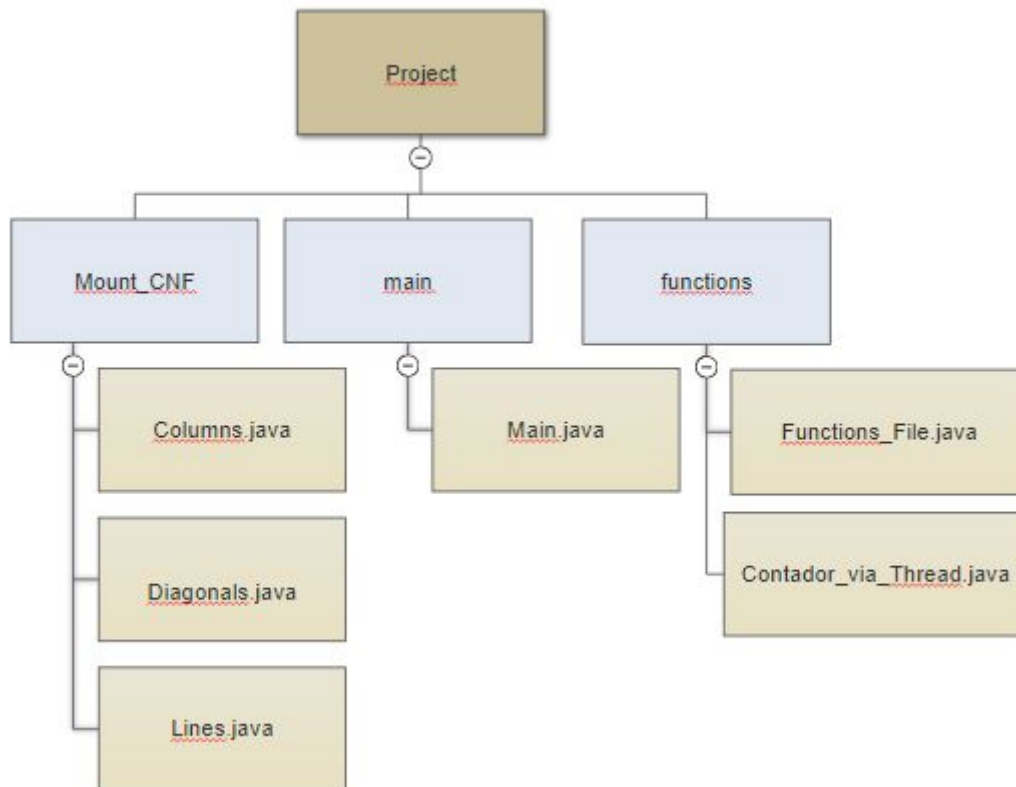 Project
Mount_CNF
main
functions
Columns.java
Main.java
Functions_File.java
Diagonals.java
Contador_via_Thread.java
Lines.java